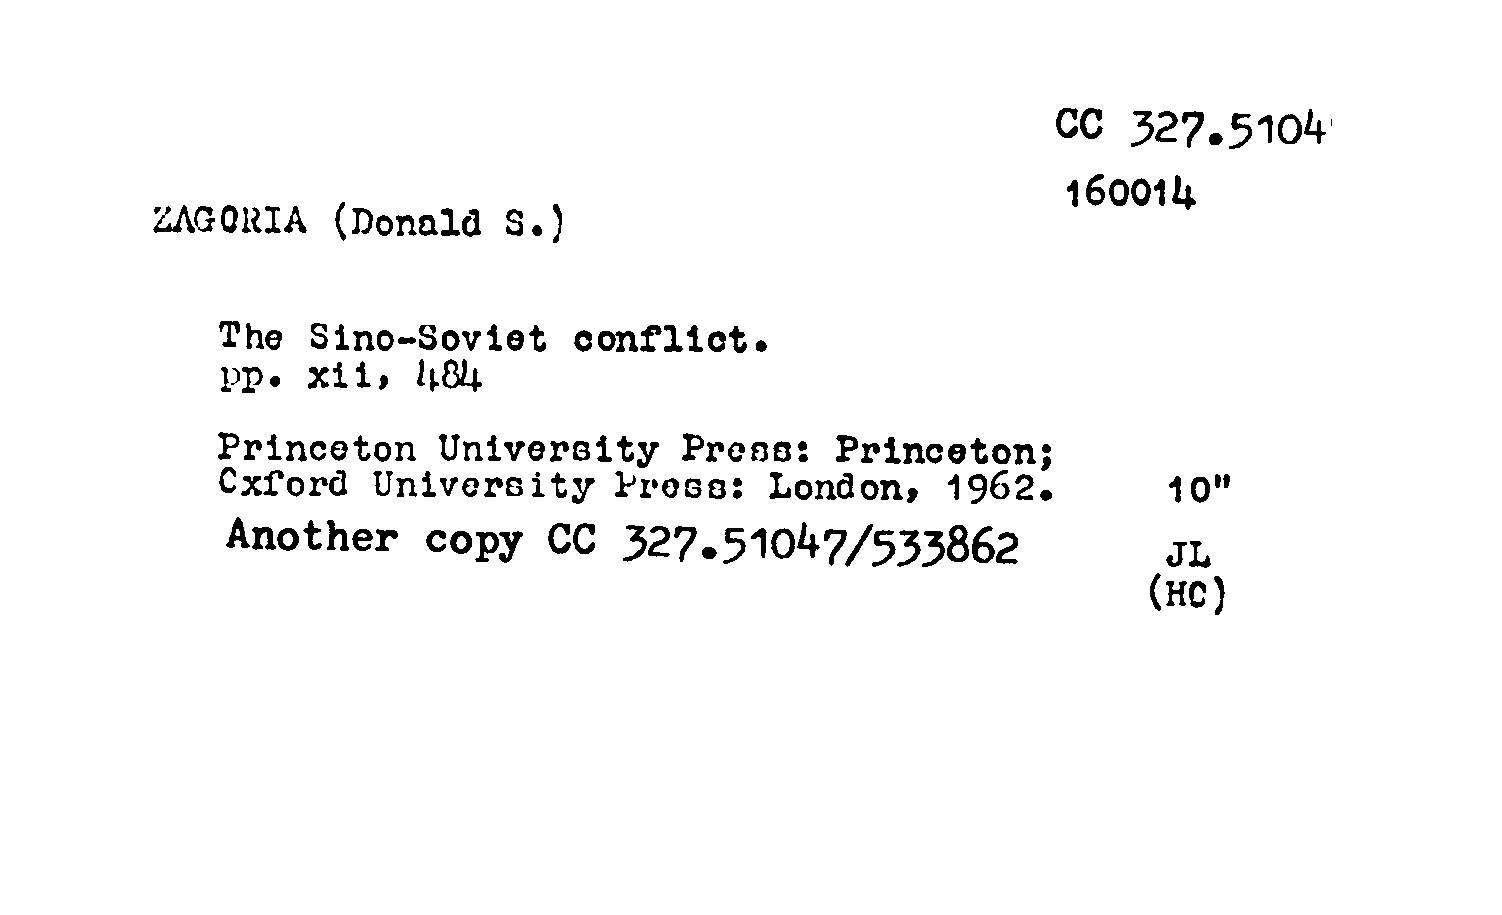 CC 327.5104
160014
ZAGORIA (Donald S.)
The Sino-Soviet conflict.
pp. xii, 484
Princeton University Press: Princeton;
Oxford University Press: London, 1962.
10"
Another copy CC 327.51047/533862
JL
(HC)